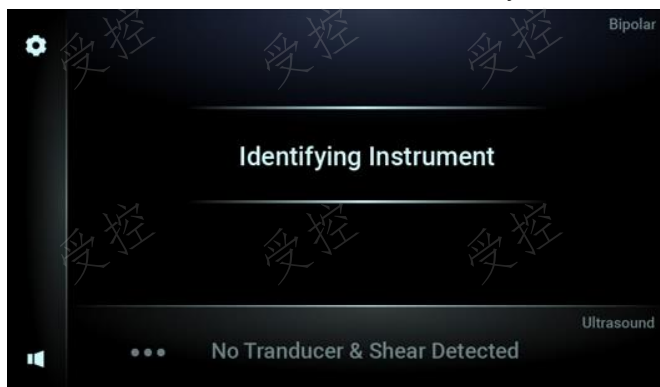 Bipolar
受控 受控 受控
Identifying Instrument
受控 受控 受控
Ultrasound
No Tranducer & Shear Detected